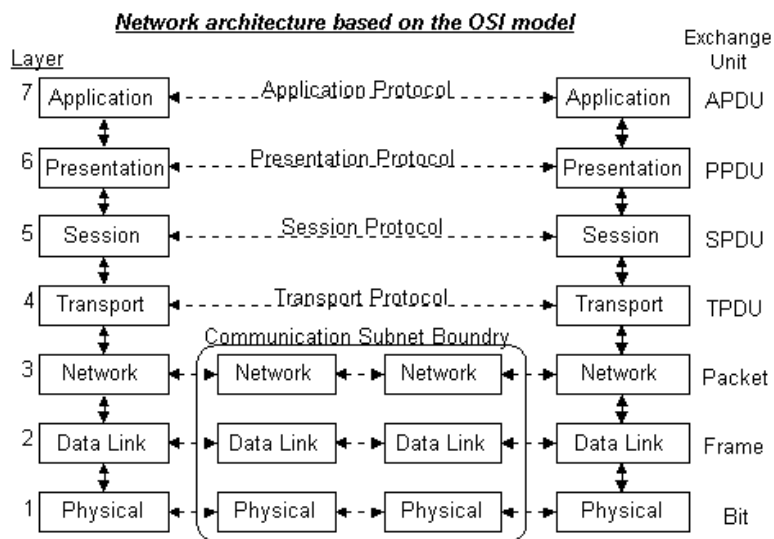 Network architecture based on the OSI model
Layer
Exchange
Unit
7 Application Application Protocol Application APDU
6 Presentation Presentation Protocol Presentation PPDU
5 Session Session Protocol Session SPDU
4 Transport Transport Protocol Transport TPDU
Communication Subnet Boundry
3 Network Network Network Network Packet
2 Data Link Data Link Data Link Data Link Frame
1 Physical Physical Physical Physical Bit